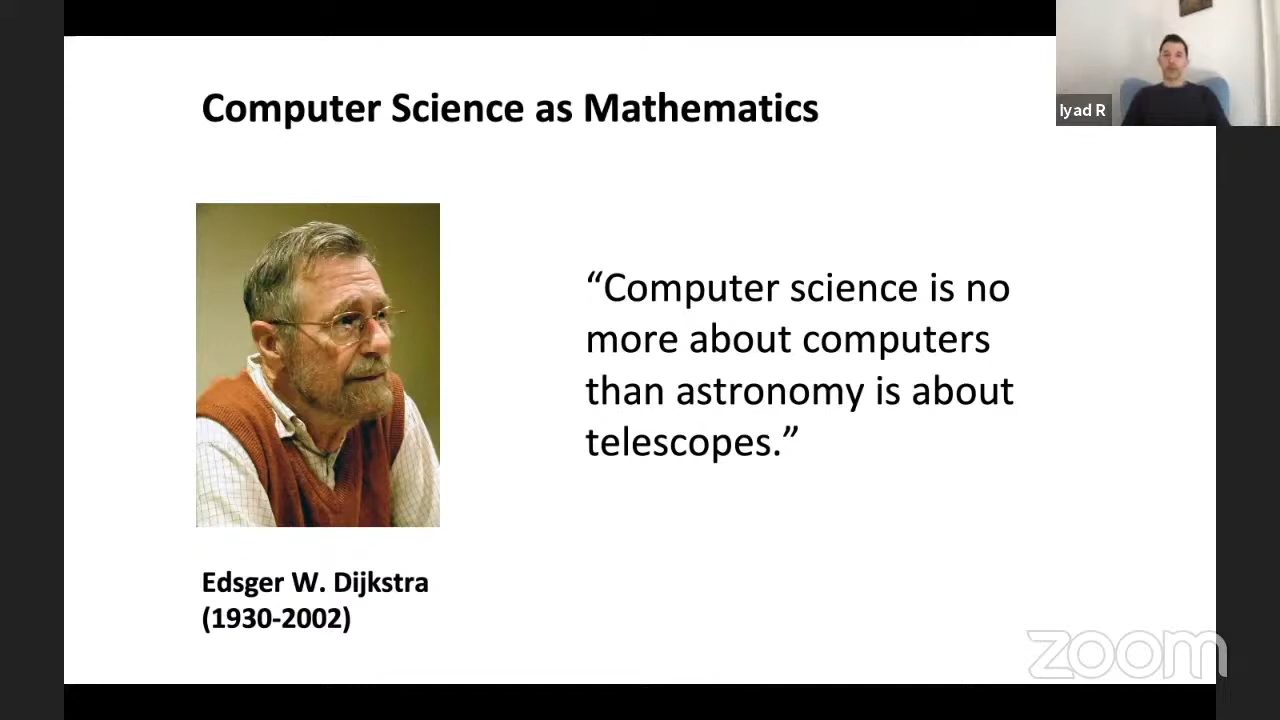 Computer Science as Mathematics
Iyad R
“Computer science is no
more about computers
than astronomy is about
telescopes.”
Edsger W. Dijkstra
(1930-2002)
zoom